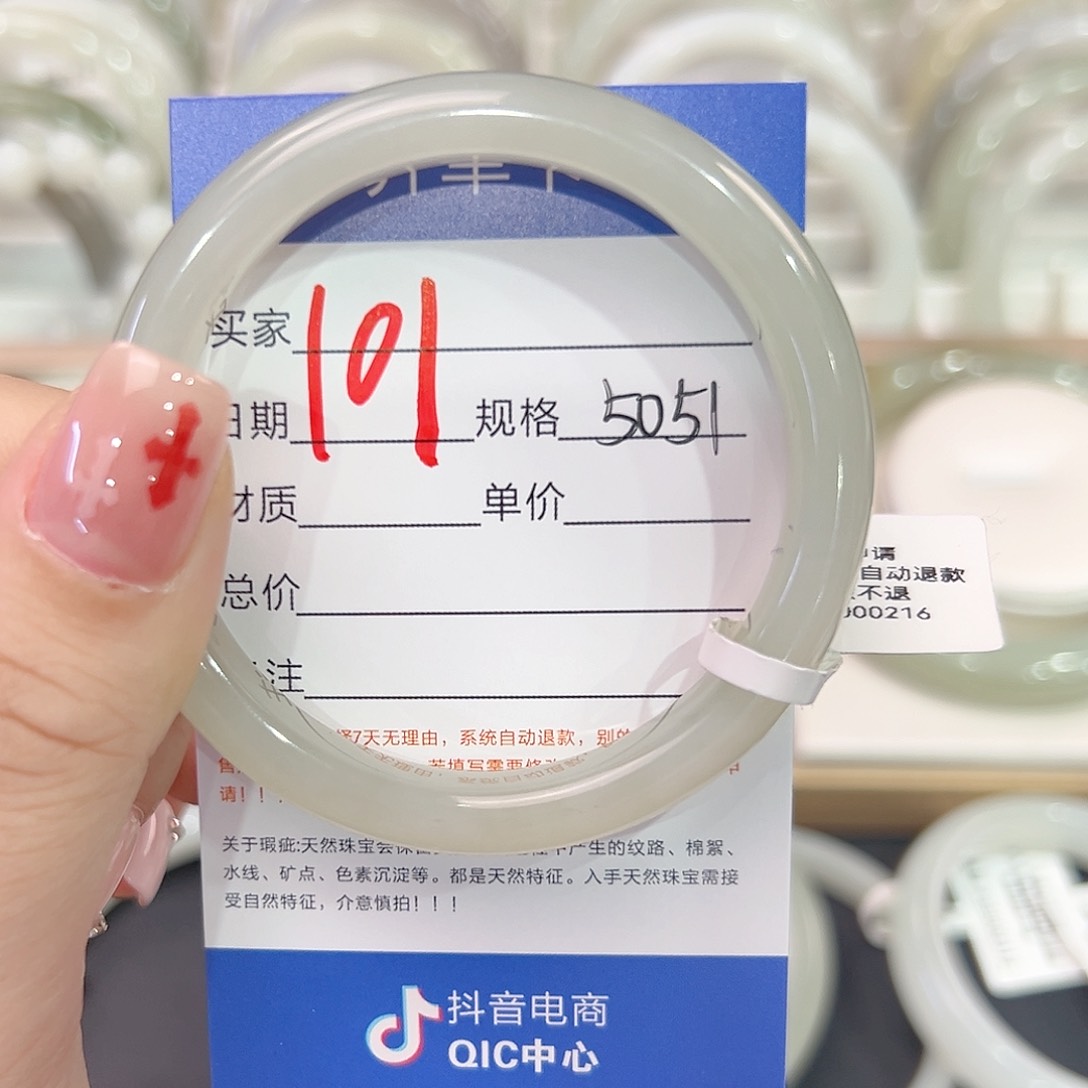 买家 101
日期 规格 5051
材质 单价
总价
注
7天无理由，系统自动退款，别的
请！！！
关于瑕疵:天然珠宝会保留 产生的纹路、棉絮、
水线、矿点、色素沉淀等。都是天然特征。入手天然珠宝需接
受自然特征，介意慎拍！！！
抖音电商
QIC中心
请
自动退款
不退
000216